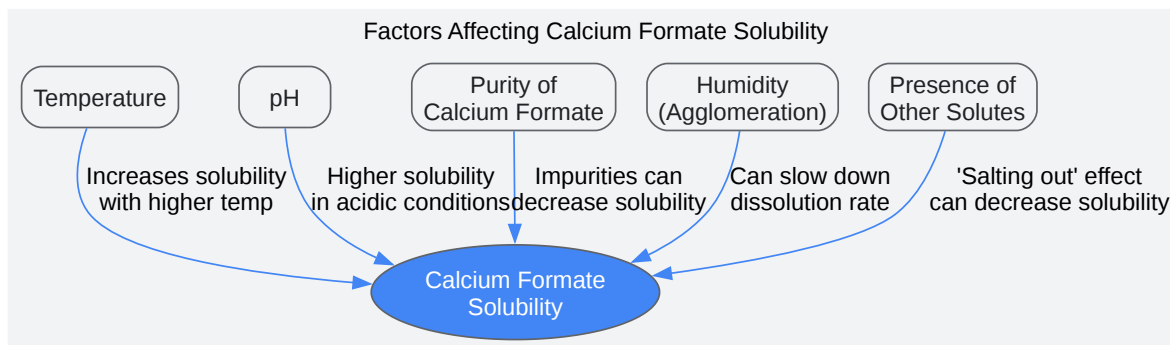 Factors Affecting Calcium Formate Solubility
Temperature
pH
Purity of
Calcium Formate
Humidity
(Agglomeration)
Presence of
Other Solutes
Increases solubility
with higher temp
Higher solubility
in acidic conditions
Impurities can
decrease solubility
Can slow down
dissolution rate
'Salting out' effect
can decrease solubility
Calcium Formate
Solubility